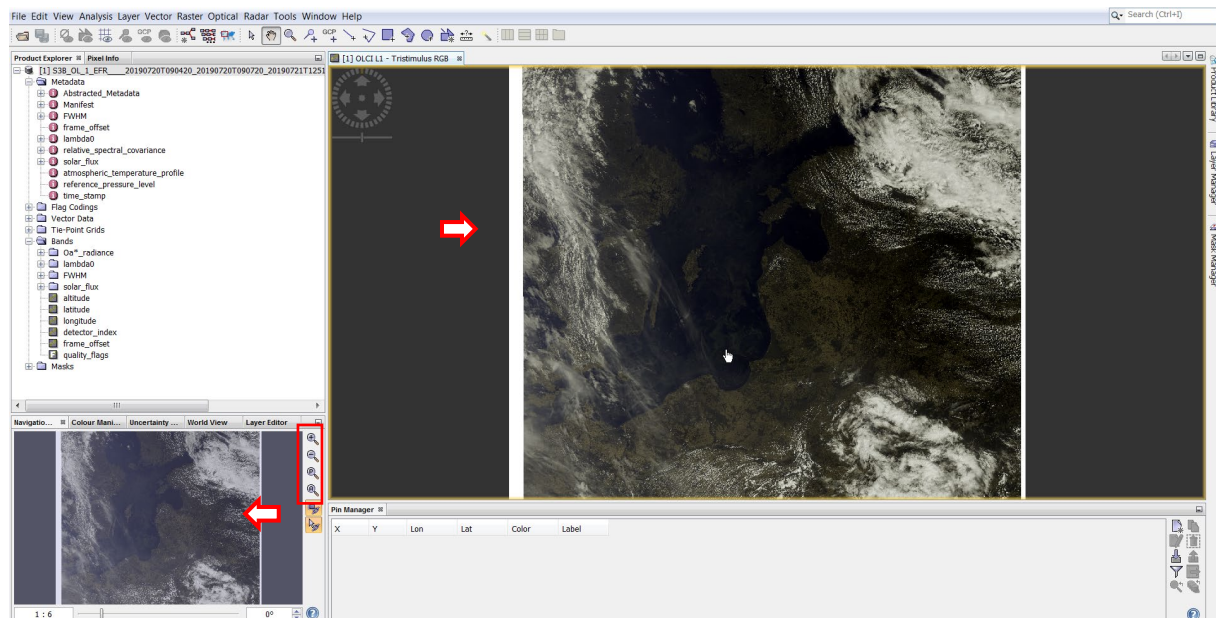 File Edit View Analysis Layer Vector Raster Optical Radar Tools Window Help
Search (Ctrl+I)
GCP
GCP
Product Explorer
Pixel Info
[1] OLCI L1 - Tristimulus RGB
[1] S3B_OL_1_EFR____20190720T090420_20190720T090720_20190721T1251
Metadata
Abstracted_Metadata
Manifest
FWHM
frame_offset
lambda0
relative_spectral_covariance
solar_flux
atmospheric_temperature_profile
reference_pressure_level
time_stamp
Flag Codings
Vector Data
Tie-Point Grids
Bands
Oa*_radiance
lambda0
FWHM
solar_flux
altitude
latitude
longitude
detector_index
frame_offset
quality_flags
Masks
Product Library
Layer Manager
Mask Manager
Navigatio...
Colour Mani...
Uncertainty ...
World View
Layer Editor
1 : 6
0°
Pin Manager
X Y Lon Lat Color Label